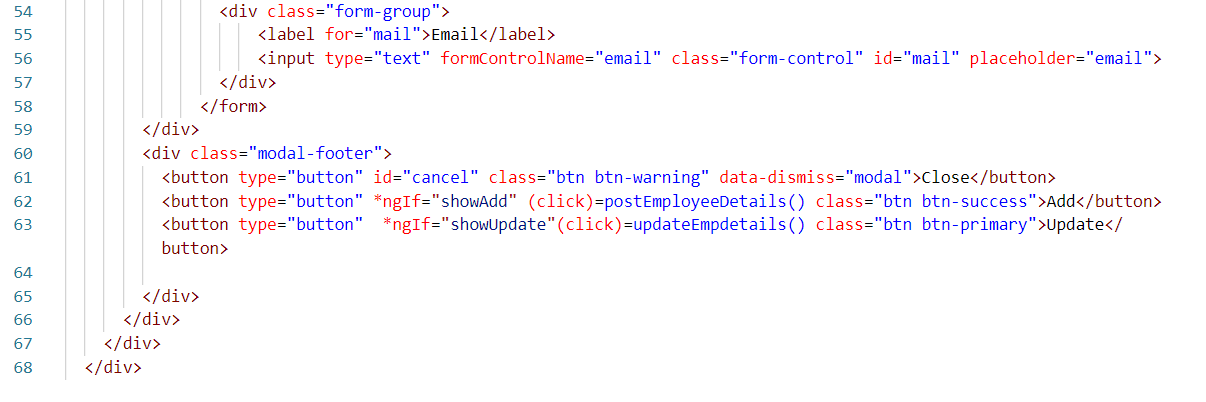 54 <div class="form-group">
55 <label for="mail">Email</label>
56 <input type="text" formControlName="email" class="form-control" id="mail" placeholder="email">
57 </div>
58 </form>
59 </div>
60 <div class="modal-footer">
61 <button type="button" id="cancel" class="btn btn-warning" data-dismiss="modal">Close</button>
62 <button type="button" *ngIf="showAdd" (click)=postEmployeeDetails() class="btn btn-success">Add</button>
63 <button type="button"  *ngIf="showUpdate"(click)=updateEmpdetails() class="btn btn-primary">Update</
button>
64
65 </div>
66 </div>
67 </div>
68 </div>